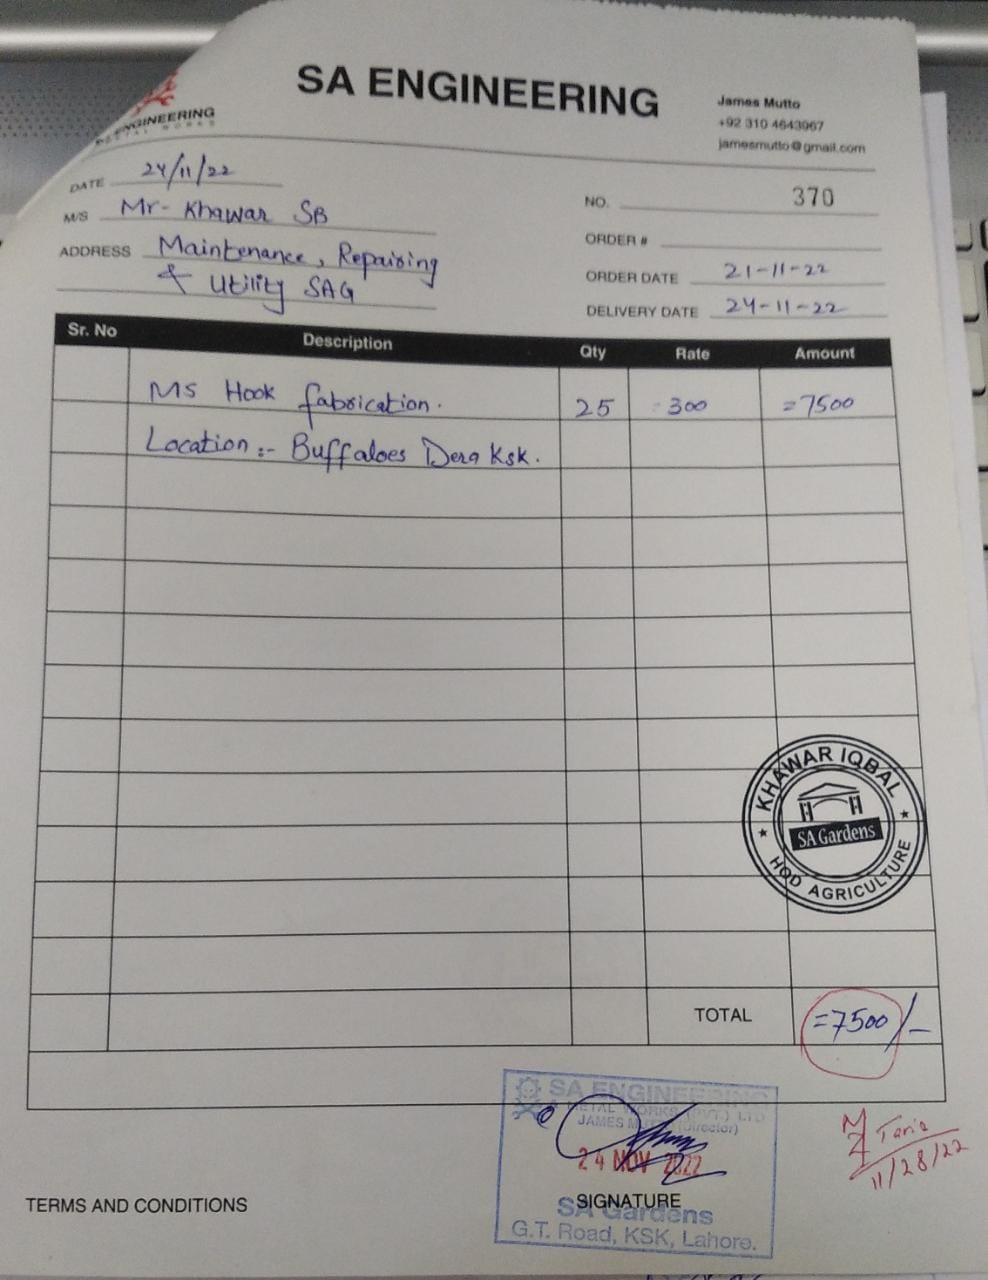 SA ENGINEERING
James Mutto
+92 310 4643967
jamesmutto@gmail.com
ENGINEERING
METAL WORKS
DATE 24/11/22
NO. 370
M/S Mr- Khawar SB
ORDER #
ADDRESS Maintenance, Repairing
& Utility SAG
ORDER DATE 21-11-22
DELIVERY DATE 24-11-22
Sr. No Description Qty Rate Amount
MS Hook fabrication. 25 300 =7500
Location :- Buffaloes Dera Ksk.
KHAWAR IQBAL
SA Gardens
HOD AGRICULTURE
TOTAL =7500/-
SA ENGINEERING
METAL WORKS (PVT.) LTD
JAMES MUTTO (Director)
24 NOV 2022
SIGNATURE
SA Gardens
G.T. Road, KSK, Lahore.
11/28/22
TERMS AND CONDITIONS